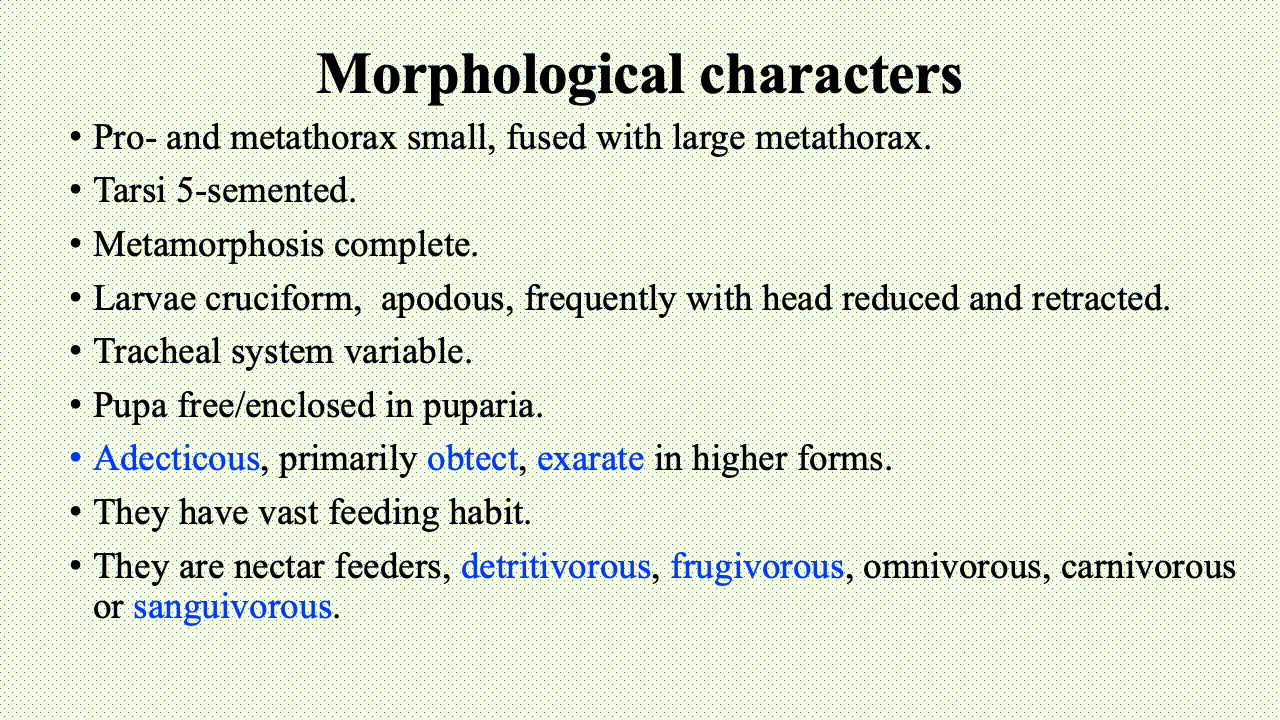 Morphological characters
• Pro- and metathorax small, fused with large metathorax.
• Tarsi 5-semented.
• Metamorphosis complete.
• Larvae cruciform,  apodous, frequently with head reduced and retracted.
• Tracheal system variable.
• Pupa free/enclosed in puparia.
• Adecticous, primarily obtect, exarate in higher forms.
• They have vast feeding habit.
• They are nectar feeders, detritivorous, frugivorous, omnivorous, carnivorous
or sanguivorous.